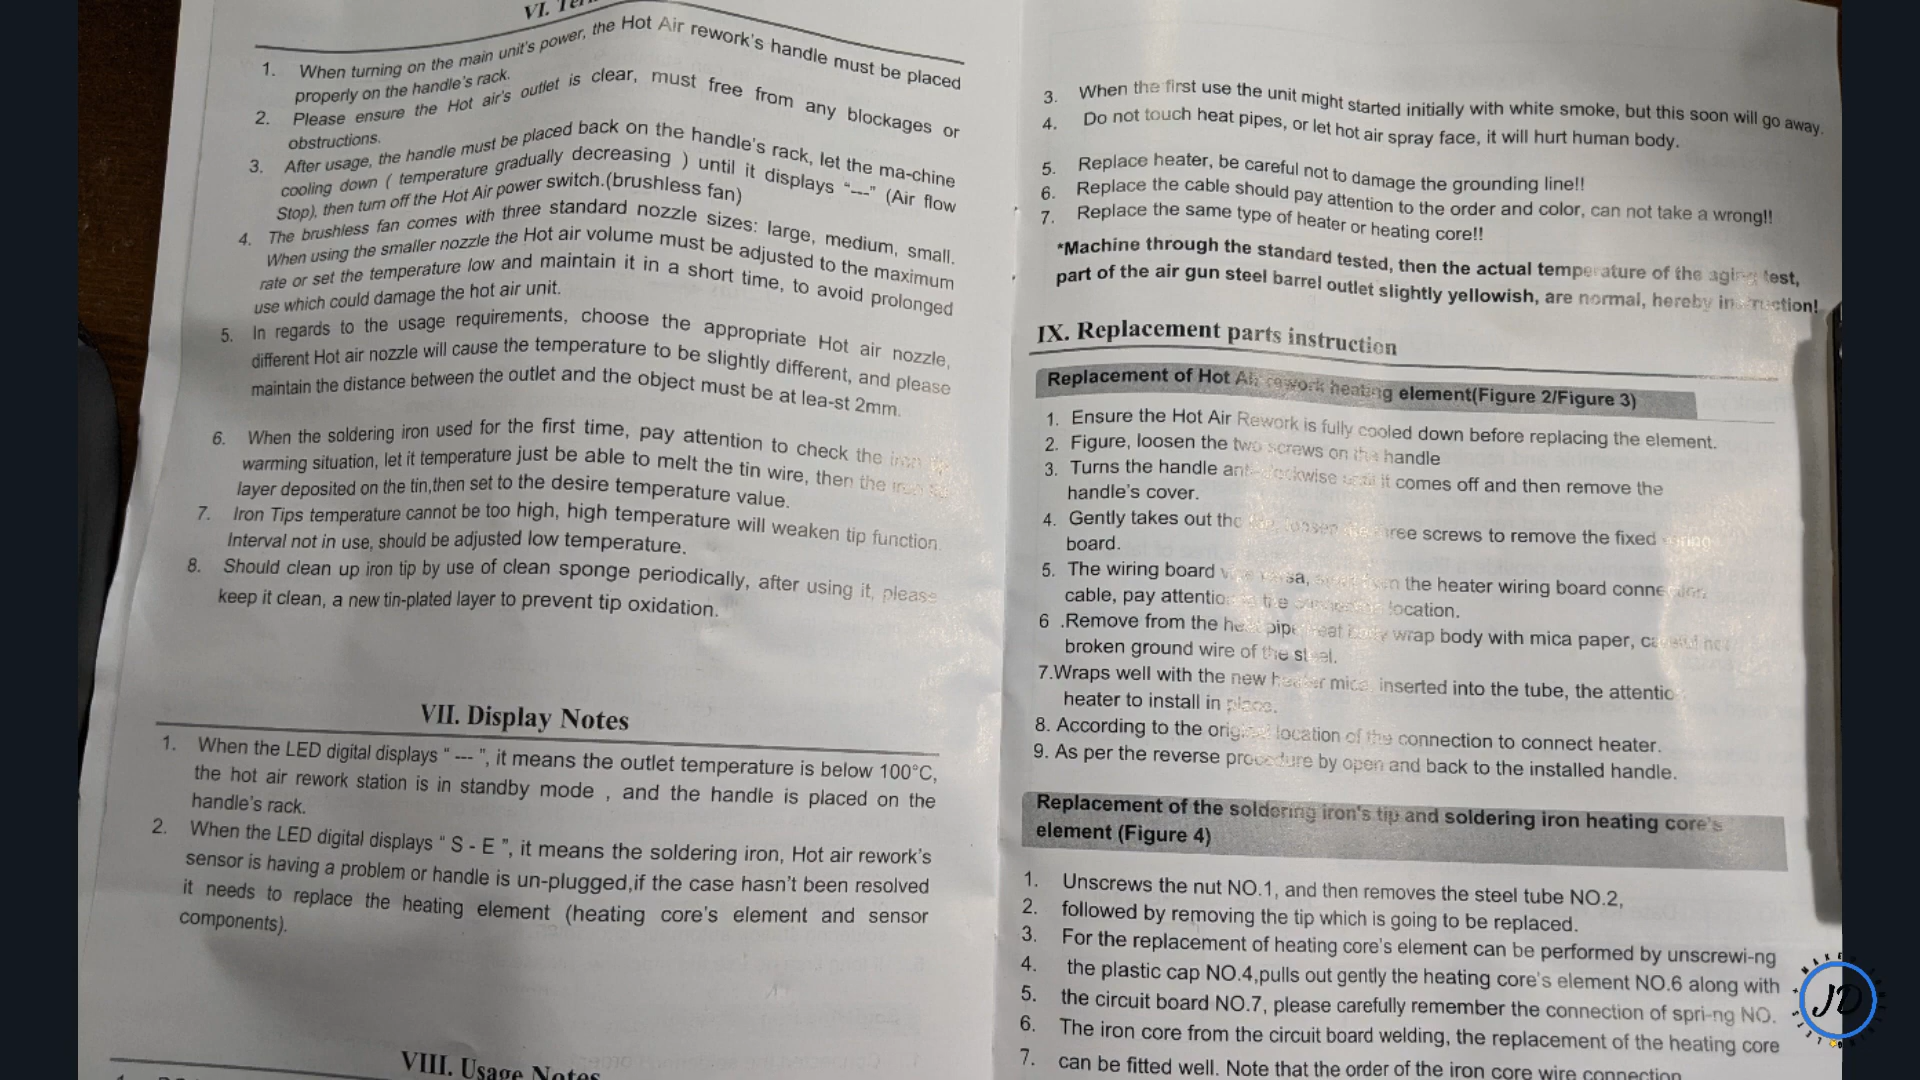 VI.
1. When turning on the main unit's power, the Hot Air rework's handle must be placed
properly on the handle's rack.
2. Please ensure the Hot air's outlet is clear, must free from any blockages or
obstructions.
3. After usage, the handle must be placed back on the handle's rack, let the ma-chine
cooling down ( temperature gradually decreasing ) until it displays "---" (Air flow
Stop), then turn off the Hot Air power switch.(brushless fan)
4. The brushless fan comes with three standard nozzle sizes: large, medium, small.
When using the smaller nozzle the Hot air volume must be adjusted to the maximum
rate or set the temperature low and maintain it in a short time, to avoid prolonged
use which could damage the hot air unit.
5. In regards to the usage requirements, choose the appropriate Hot air nozzle,
different Hot air nozzle will cause the temperature to be slightly different, and please
maintain the distance between the outlet and the object must be at lea-st 2mm.
6. When the soldering iron used for the first time, pay attention to check the iron
warming situation, let it temperature just be able to melt the tin wire, then the
layer deposited on the tin,then set to the desire temperature value.
7. Iron Tips temperature cannot be too high, high temperature will weaken tip function.
Interval not in use, should be adjusted low temperature.
8. Should clean up iron tip by use of clean sponge periodically, after using it, please
keep it clean, a new tin-plated layer to prevent tip oxidation.
VII. Display Notes
1. When the LED digital displays " --- ", it means the outlet temperature is below 100°C,
the hot air rework station is in standby mode , and the handle is placed on the
handle's rack.
2. When the LED digital displays " S - E ", it means the soldering iron, Hot air rework's
sensor is having a problem or handle is un-plugged,if the case hasn't been resolved
it needs to replace the heating element (heating core's element and sensor
components).
VIII. Usage Notes
3. When the first use the unit might started initially with white smoke, but this soon will go away.
4. Do not touch heat pipes, or let hot air spray face, it will hurt human body.
5. Replace heater, be careful not to damage the grounding line!!
6. Replace the cable should pay attention to the order and color, can not take a wrong!!
7. Replace the same type of heater or heating core!!
*Machine through the standard tested, then the actual temperature of the aging test,
part of the air gun steel barrel outlet slightly yellowish, are normal, hereby instruction!
IX. Replacement parts instruction
Replacement of Hot Air rework heating element(Figure 2/Figure 3)
1. Ensure the Hot Air Rework is fully cooled down before replacing the element.
2. Figure, loosen the two screws on the handle
3. Turns the handle anti-clockwise until it comes off and then remove the
handle's cover.
4. Gently takes out the screws to remove the fixed
board.
5. The wiring board the heater wiring board connection
cable, pay attention location.
6 .Remove from the heat pipe wrap body with mica paper, careful not
broken ground wire of the steel.
7.Wraps well with the new heater mica inserted into the tube, the
heater to install in place.
8. According to the original location of the connection to connect heater.
9. As per the reverse procedure by open and back to the installed handle.
Replacement of the soldering iron's tip and soldering iron heating core's
element (Figure 4)
1. Unscrews the nut NO.1, and then removes the steel tube NO.2,
2. followed by removing the tip which is going to be replaced.
3. For the replacement of heating core's element can be performed by unscrewi-ng
4. the plastic cap NO.4,pulls out gently the heating core's element NO.6 along with
5. the circuit board NO.7, please carefully remember the connection of spri-ng NO.
6. The iron core from the circuit board welding, the replacement of the heating core
7. can be fitted well. Note that the order of the iron core wire connection
JD